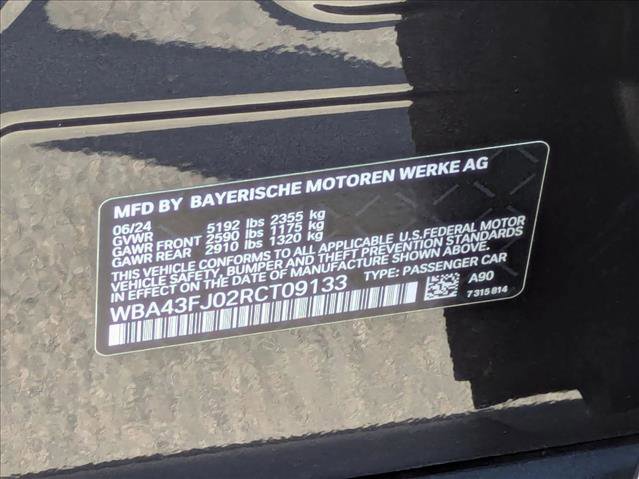 MFD BY BAYERISCHE MOTOREN WERKE AG
06/24
GVWR 5192 lbs 2355 kg
GAWR FRONT 2590 lbs 1175 kg
GAWR REAR 2910 lbs 1320 kg
THIS VEHICLE CONFORMS TO ALL APPLICABLE U.S. FEDERAL MOTOR
VEHICLE SAFETY, BUMPER AND THEFT PREVENTION STANDARDS
IN EFFECT ON THE DATE OF MANUFACTURE SHOWN ABOVE.
WBA43FJ02RCT09133 TYPE: PASSENGER CAR
A90
7 315 814